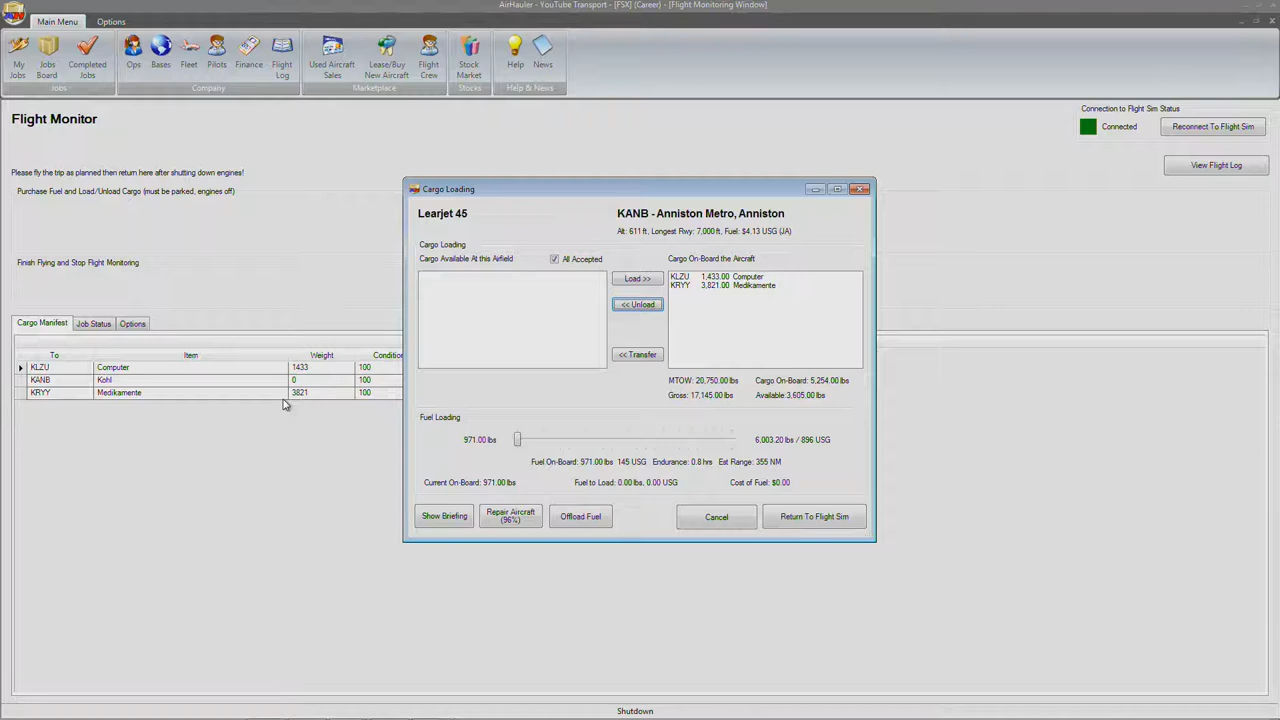 AirHauler - YouTube Transport - [FSX] (Career) - [Flight Monitoring Window]
Main Menu
Options
My Jobs
Jobs Board
Completed Jobs
Ops
Bases
Fleet
Pilots
Finance
Flight Log
Used Aircraft Sales
Lease/Buy New Aircraft
Flight Crew
Stock Market
Help
News
Jobs
Company
Marketplace
Stocks
Help & News
Flight Monitor
Connection to Flight Sim Status
Connected
Reconnect To Flight Sim
View Flight Log
Please fly the trip as planned then return here after shutting down engines!
Purchase Fuel and Load/Unload Cargo (must be parked, engines off)
Finish Flying and Stop Flight Monitoring
Cargo Manifest
Job Status
Options
To Item Weight Conditio
KLZU Computer 1433 100
KANB Kohl 0 100
KRYY Medikamente 3821 100
Cargo Loading
Learjet 45
KANB - Anniston Metro, Anniston
Alt: 611 ft, Longest Rwy: 7,000 ft, Fuel: $4.13 USG (JA)
Cargo Loading
Cargo Available At this Airfield
All Accepted
Cargo On-Board the Aircraft
Load >>
<< Unload
<< Transfer
KLZU 1,433.00 Computer
KRYY 3,821.00 Medikamente
MTOW: 20,750.00 lbs Cargo On-Board: 5,254.00 lbs
Gross: 17,145.00 lbs Available: 3,605.00 lbs
Fuel Loading
971.00 lbs
6,003.20 lbs / 896 USG
Fuel On-Board: 971.00 lbs 145 USG Endurance: 0.8 hrs Est Range: 355 NM
Current On-Board: 971.00 lbs Fuel to Load: 0.00 lbs, 0.00 USG Cost of Fuel: $0.00
Show Briefing
Repair Aircraft (96%)
Offload Fuel
Cancel
Return To Flight Sim
Shutdown